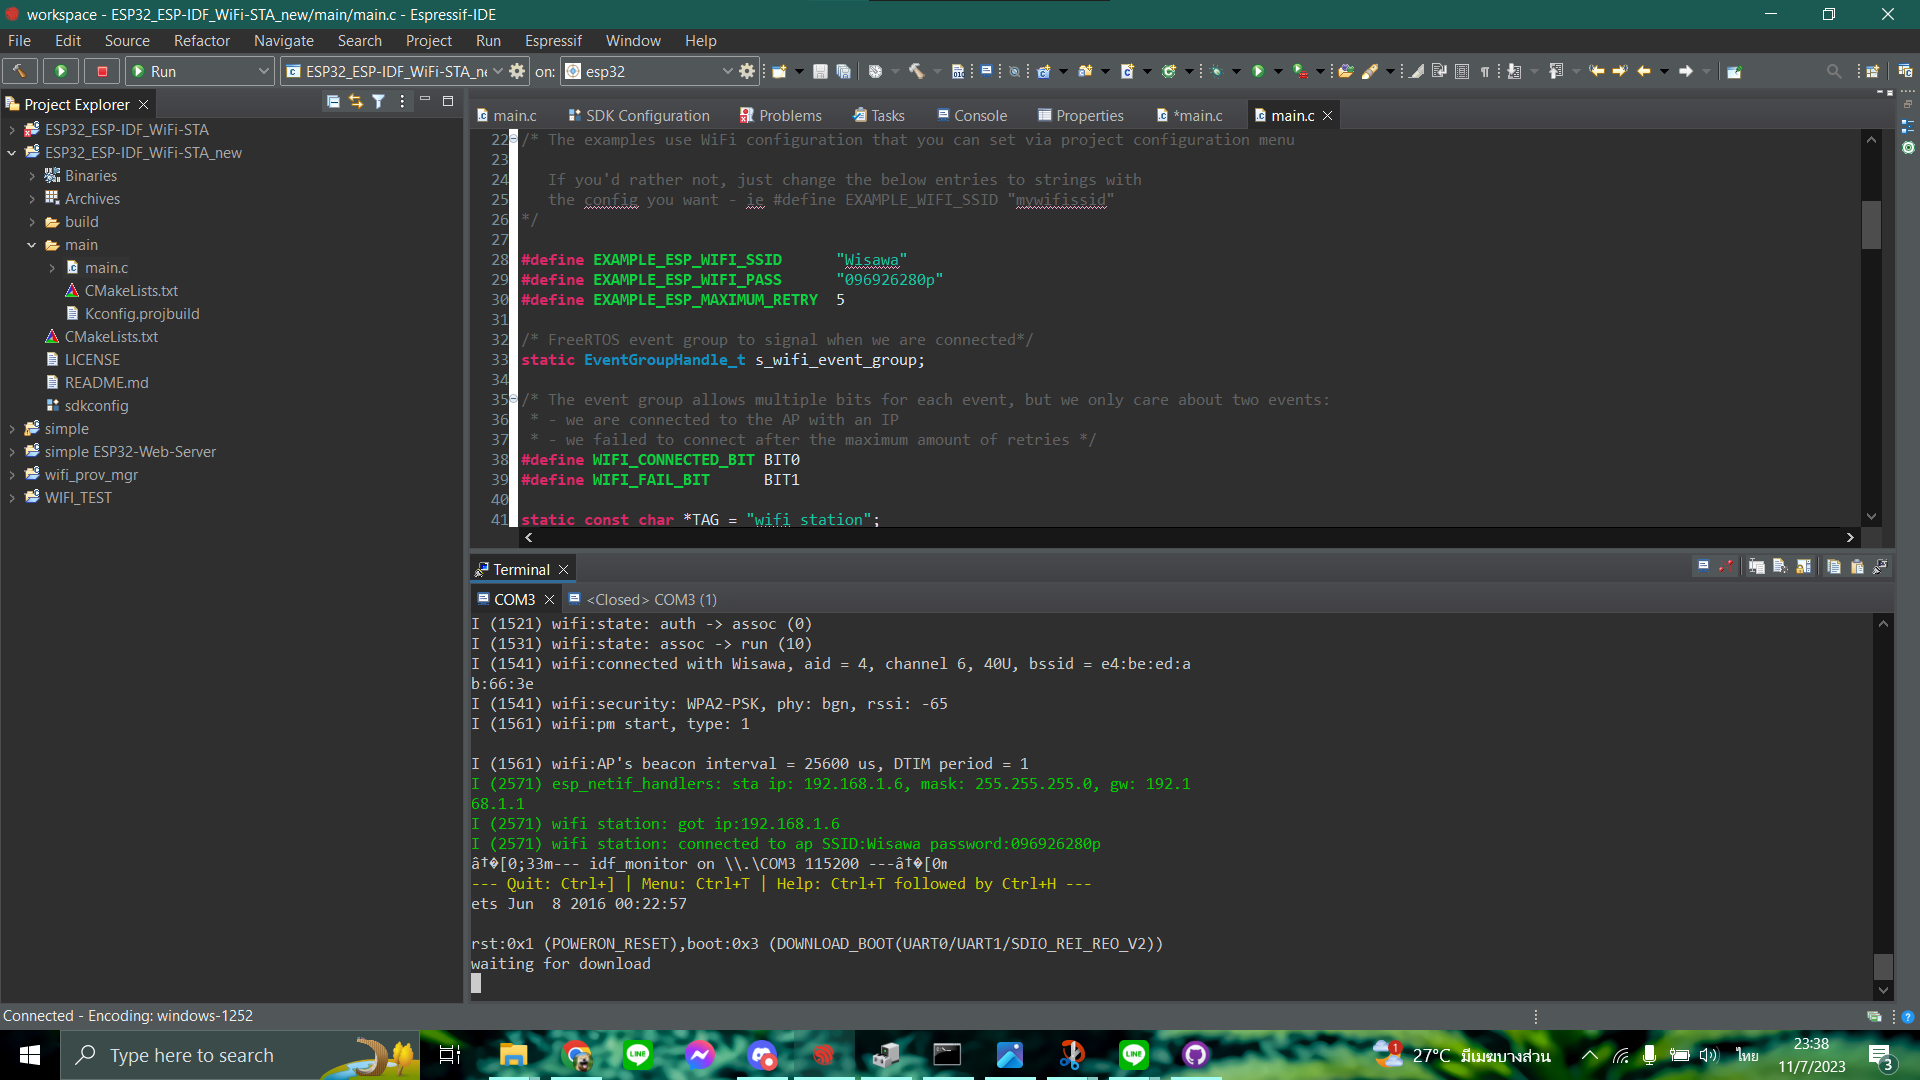 workspace - ESP32_ESP-IDF_WiFi-STA_new/main/main.c - Espressif-IDE
File Edit Source Refactor Navigate Search Project Run Espressif Window Help
Run ESP32_ESP-IDF_WiFi-STA_ne on: esp32
Project Explorer
ESP32_ESP-IDF_WiFi-STA
ESP32_ESP-IDF_WiFi-STA_new
Binaries
Archives
build
main
main.c
CMakeLists.txt
Kconfig.projbuild
CMakeLists.txt
LICENSE
README.md
sdkconfig
simple
simple ESP32-Web-Server
wifi_prov_mgr
WIFI_TEST
main.c SDK Configuration Problems Tasks Console Properties *main.c main.c
22 /* The examples use WiFi configuration that you can set via project configuration menu
23
24 If you'd rather not, just change the below entries to strings with
25 the config you want - ie #define EXAMPLE_WIFI_SSID "mywifissid"
26 */
27
28 #define EXAMPLE_ESP_WIFI_SSID "Wisawa"
29 #define EXAMPLE_ESP_WIFI_PASS "096926280p"
30 #define EXAMPLE_ESP_MAXIMUM_RETRY 5
31
32 /* FreeRTOS event group to signal when we are connected*/
33 static EventGroupHandle_t s_wifi_event_group;
34
35 /* The event group allows multiple bits for each event, but we only care about two events:
36 * - we are connected to the AP with an IP
37 * - we failed to connect after the maximum amount of retries */
38 #define WIFI_CONNECTED_BIT BIT0
39 #define WIFI_FAIL_BIT BIT1
40
41 static const char *TAG = "wifi station";
Terminal
COM3 <Closed> COM3 (1)
I (1521) wifi:state: auth -> assoc (0)
I (1531) wifi:state: assoc -> run (10)
I (1541) wifi:connected with Wisawa, aid = 4, channel 6, 40U, bssid = e4:be:ed:a
b:66:3e
I (1541) wifi:security: WPA2-PSK, phy: bgn, rssi: -65
I (1561) wifi:pm start, type: 1
I (1561) wifi:AP's beacon interval = 25600 us, DTIM period = 1
I (2571) esp_netif_handlers: sta ip: 192.168.1.6, mask: 255.255.255.0, gw: 192.1
68.1.1
I (2571) wifi station: got ip:192.168.1.6
I (2571) wifi station: connected to ap SSID:Wisawa password:096926280p
â†�[0;33m--- idf_monitor on \\.\COM3 115200 ---â†�[0m
--- Quit: Ctrl+] | Menu: Ctrl+T | Help: Ctrl+T followed by Ctrl+H ---
ets Jun  8 2016 00:22:57
rst:0x1 (POWERON_RESET),boot:0x3 (DOWNLOAD_BOOT(UART0/UART1/SDIO_REI_REO_V2))
waiting for download
Connected - Encoding: windows-1252
Type here to search
1 27°C มีเมฆบางส่วน ไทย
23:38
11/7/2023
3